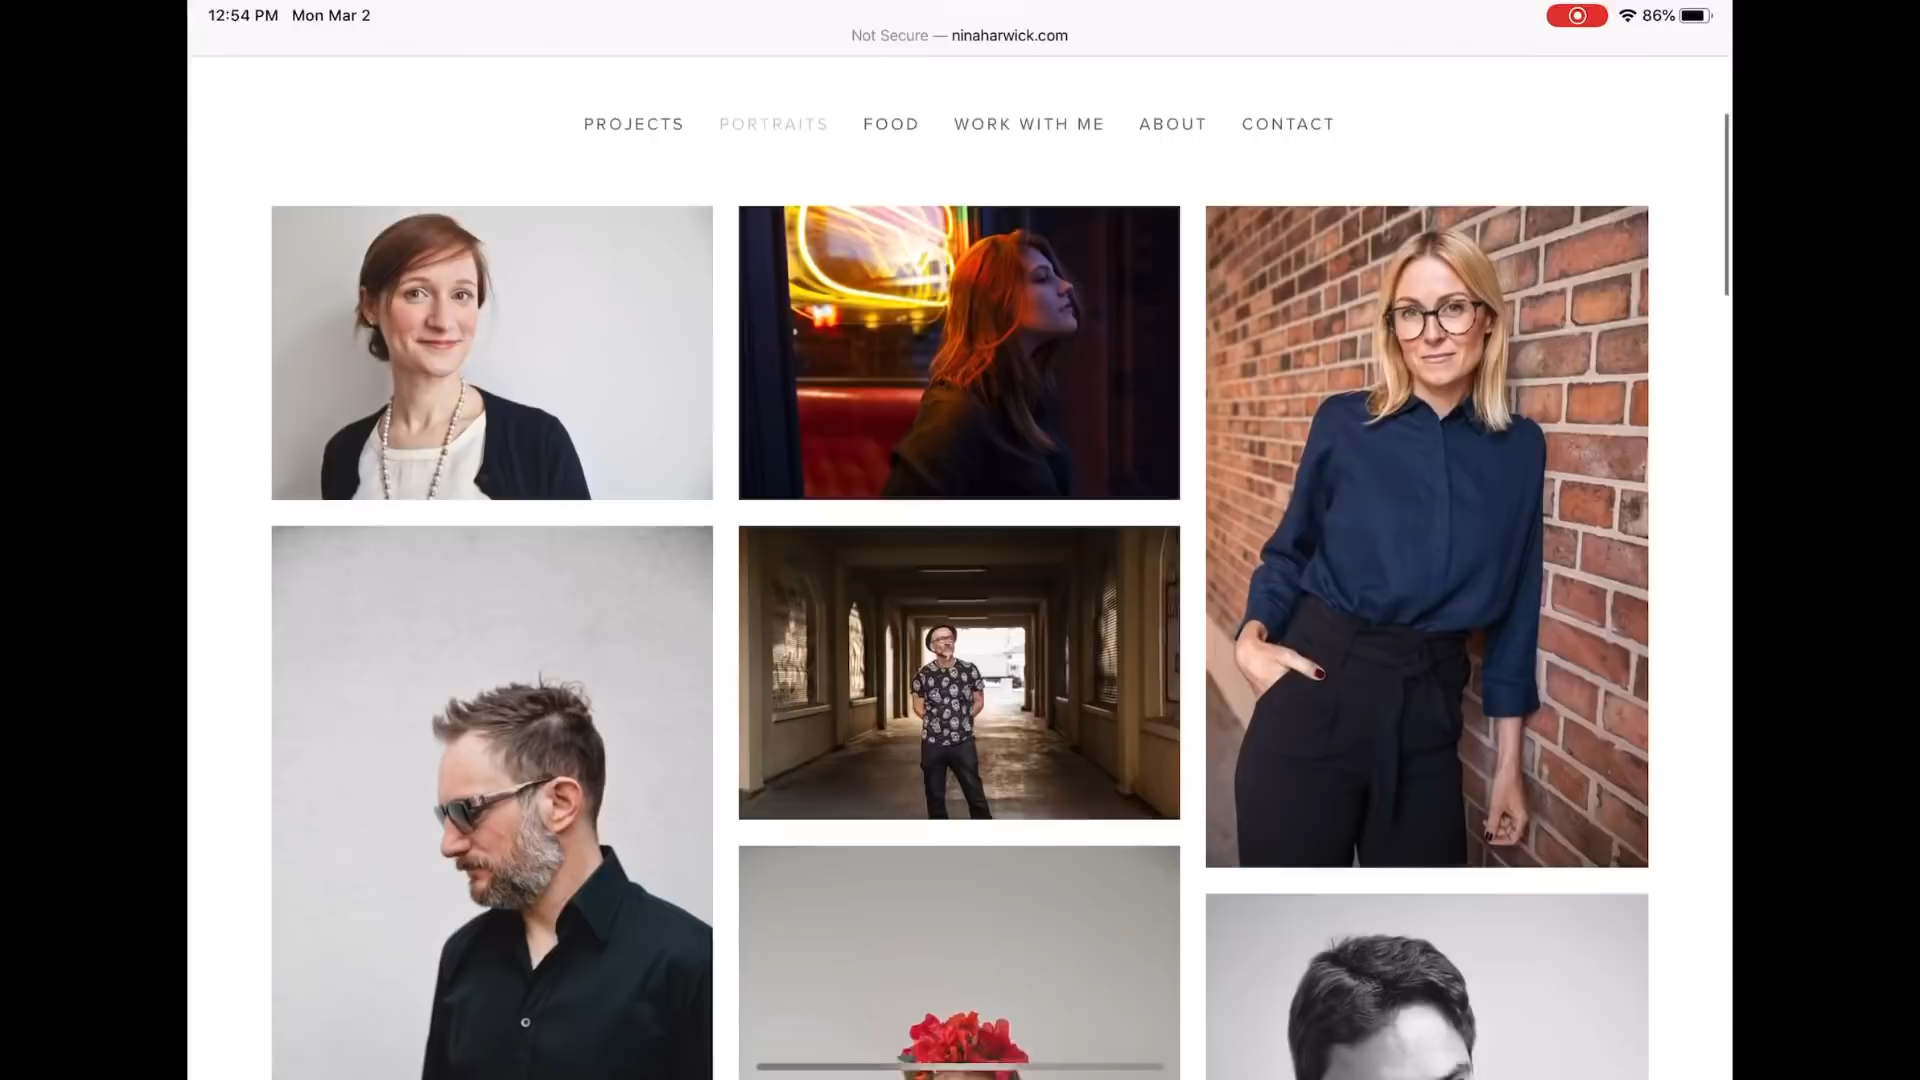 12:54 PM Mon Mar 2
86%
Not Secure — ninaharwick.com
PROJECTS PORTRAITS FOOD WORK WITH ME ABOUT CONTACT